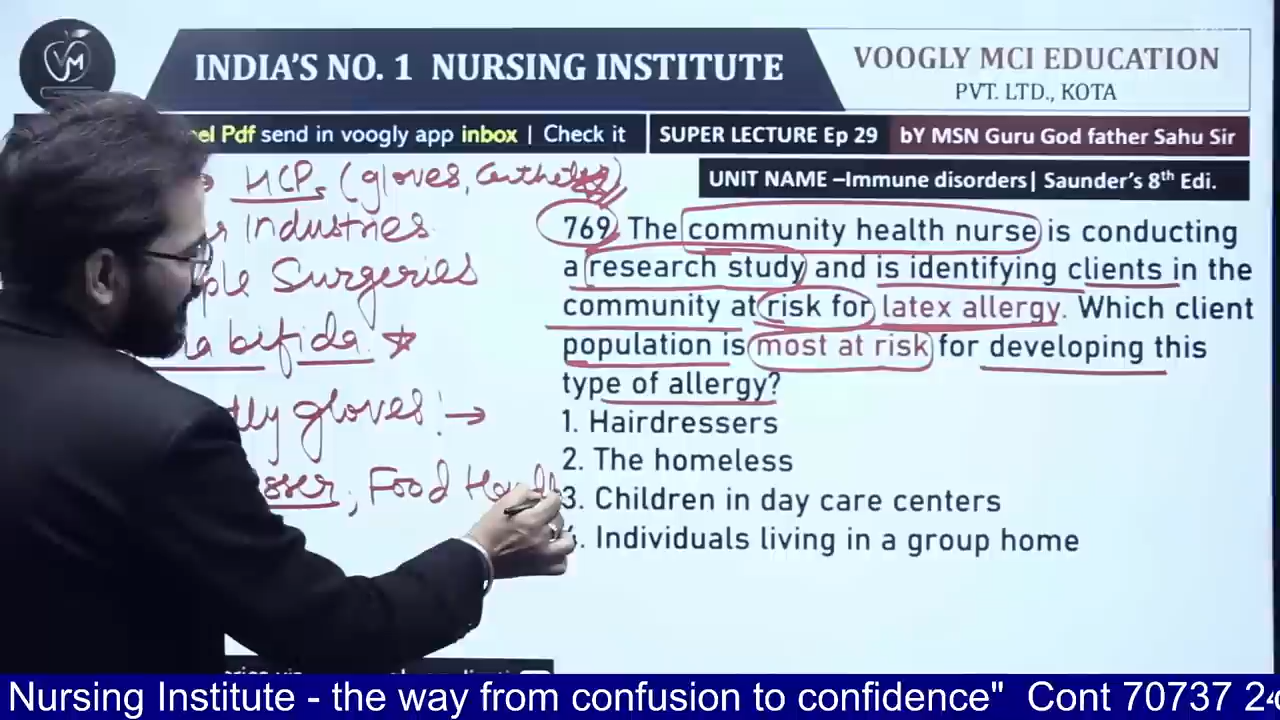 VM
INDIA'S NO. 1 NURSING INSTITUTE
VOOGLY MCI EDUCATION
PVT. LTD., KOTA
Pdf send in voogly app inbox | Check it
SUPER LECTURE Ep 29
bY MSN Guru God father Sahu Sir
UNIT NAME –Immune disorders| Saunder's 8th Edi.
HCPs (gloves,
Industries
Surgeries
bifida
gloves! →
, Food
769. The community health nurse is conducting
a research study and is identifying clients in the
community at risk for latex allergy. Which client
population is most at risk for developing this
type of allergy?
1. Hairdressers
2. The homeless
3. Children in day care centers
. Individuals living in a group home
Nursing Institute - the way from confusion to confidence" Cont 70737